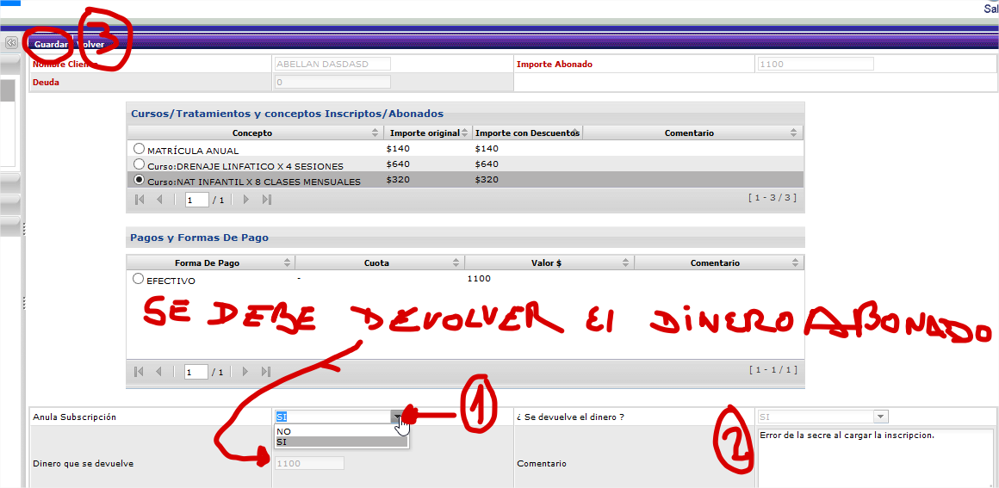 Sal
Guardar Volver 3
Nombre Cliente ABELLAN DASDASD Importe Abonado 1100
Deuda 0
Cursos/Tratamientos y conceptos Inscriptos/Abonados
Concepto Importe original Importe con Descuentos Comentario
MATRÍCULA ANUAL $140 $140
Curso:DRENAJE LINFATICO X 4 SESIONES $640 $640
Curso:NAT INFANTIL X 8 CLASES MENSUALES $320 $320
1 / 1 [ 1 - 3 / 3 ]
Pagos y Formas De Pago
Forma De Pago Cuota Valor $ Comentario
EFECTIVO - 1100
SE DEBE DEVOLVER El DINERO ABONADO
1 / 1 [ 1 - 1 / 1 ]
1
Anula Subscripción SI ¿ Se devuelve el dinero ? SI
NO
SI
2 Error de la secre al cargar la inscripcion.
Dinero que se devuelve 1100 Comentario